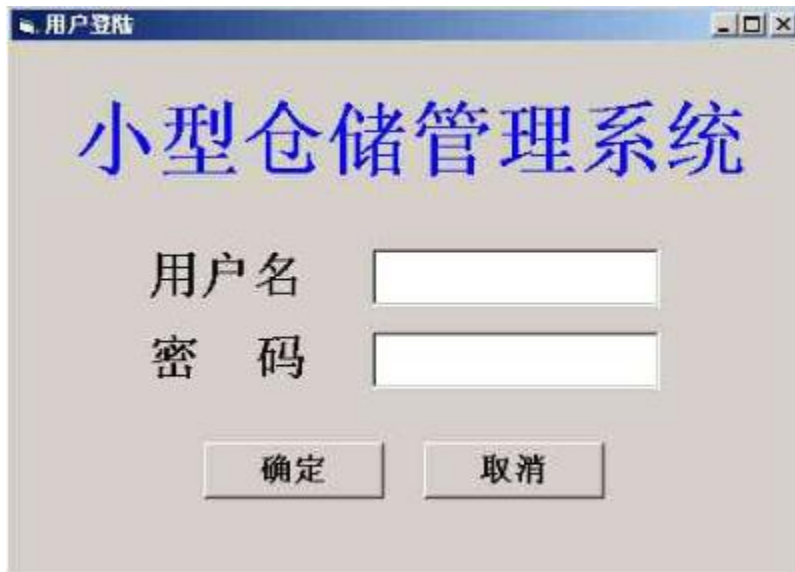 用户登陆
小型仓储管理系统
用户名
密 码
确定 取消